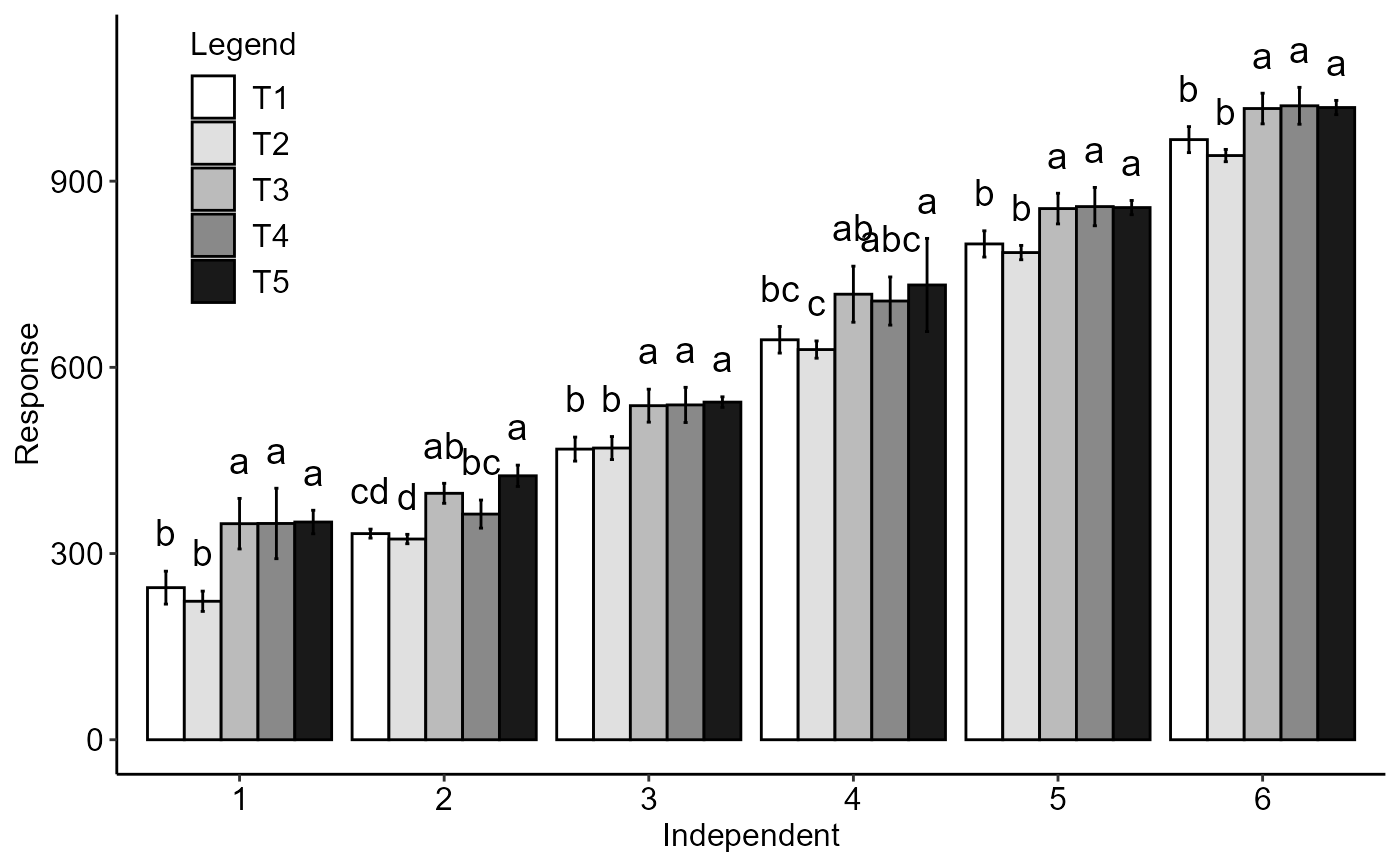 Legend
T1
T2
T3
T4
T5
Response
900
600
300
0
b b a a a
cd d ab bc a
b b a a a
bc c ab abc a
b b a a a
b b a a a
1 2 3 4 5 6
Independent